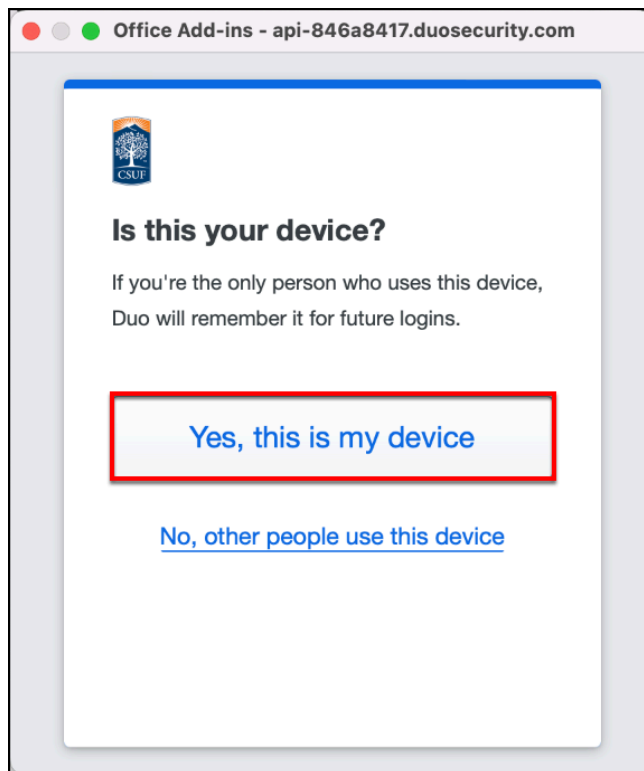 Office Add-ins - api-846a8417.duosecurity.com
CSUF
Is this your device?
If you're the only person who uses this device,
Duo will remember it for future logins.
Yes, this is my device
No, other people use this device